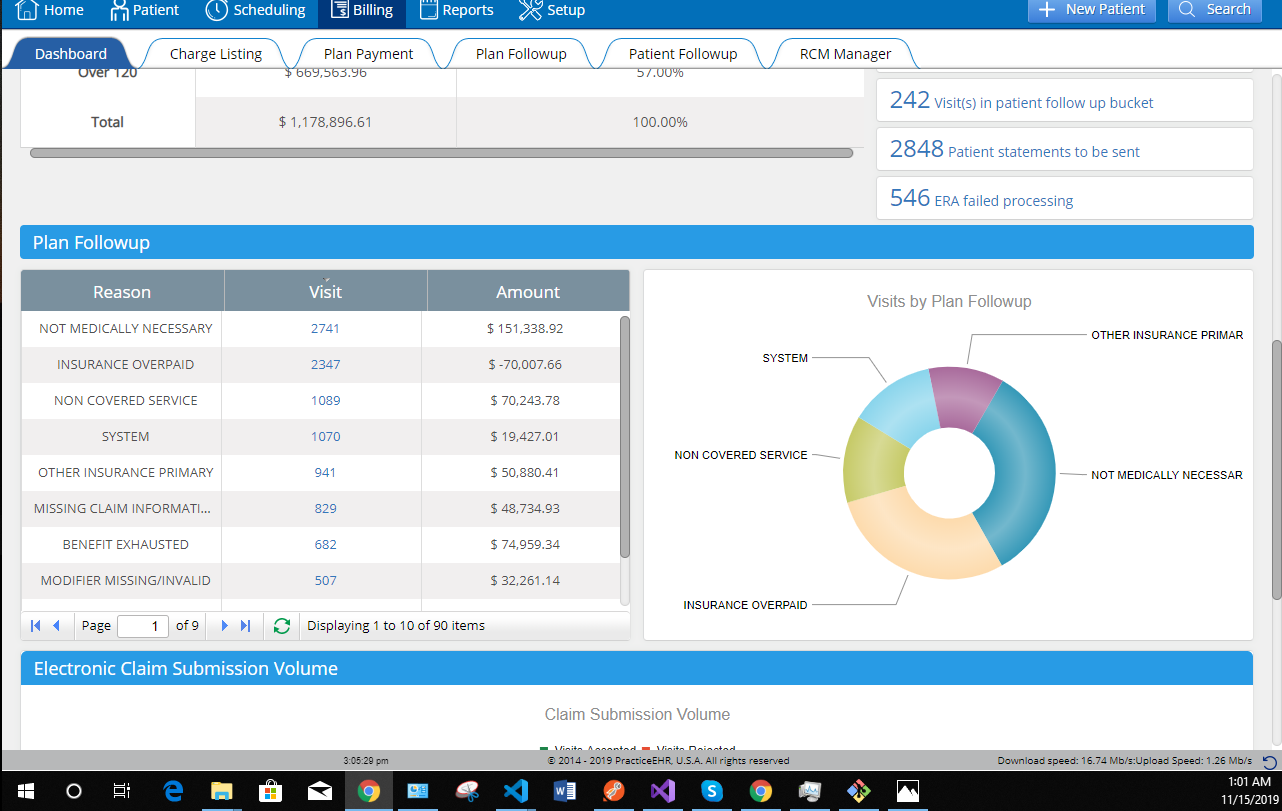 Home Patient Scheduling Billing Reports Setup New Patient Search
Dashboard Charge Listing Plan Payment Plan Followup Patient Followup RCM Manager
Over 120 $ 669,563.96 57.00%
Total $ 1,178,896.61 100.00%
242 Visit(s) in patient follow up bucket
2848 Patient statements to be sent
546 ERA failed processing
Plan Followup
Reason Visit Amount
NOT MEDICALLY NECESSARY 2741 $ 151,338.92
INSURANCE OVERPAID 2347 $ -70,007.66
NON COVERED SERVICE 1089 $ 70,243.78
SYSTEM 1070 $ 19,427.01
OTHER INSURANCE PRIMARY 941 $ 50,880.41
MISSING CLAIM INFORMATI... 829 $ 48,734.93
BENEFIT EXHAUSTED 682 $ 74,959.34
MODIFIER MISSING/INVALID 507 $ 32,261.14
Page 1 of 9 Displaying 1 to 10 of 90 items
Visits by Plan Followup
OTHER INSURANCE PRIMAR
SYSTEM
NON COVERED SERVICE
NOT MEDICALLY NECESSAR
INSURANCE OVERPAID
Electronic Claim Submission Volume
Claim Submission Volume
Visits Accepted Visits Rejected
3:05:29 pm © 2014 - 2019 PracticeEHR, U.S.A. All rights reserved Download speed: 16.74 Mb/s:Upload Speed: 1.26 Mb/s
1:01 AM
11/15/2019